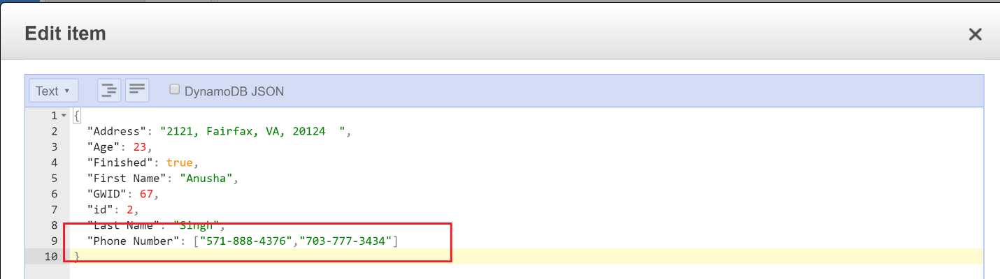 Edit item
Text
DynamoDB JSON
1 {
2 "Address": "2121, Fairfax, VA, 20124  ",
3 "Age": 23,
4 "Finished": true,
5 "First Name": "Anusha",
6 "GWID": 67,
7 "id": 2,
8 "Last Name": "Singh",
9 "Phone Number": ["571-888-4376","703-777-3434"]
10 }